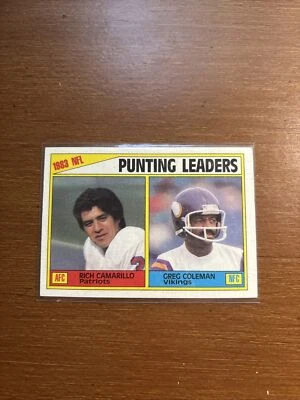 1983 NFL
PUNTING LEADERS
AFC
RICH CAMARILLO
Patriots
GREG COLEMAN
Vikings
NFC